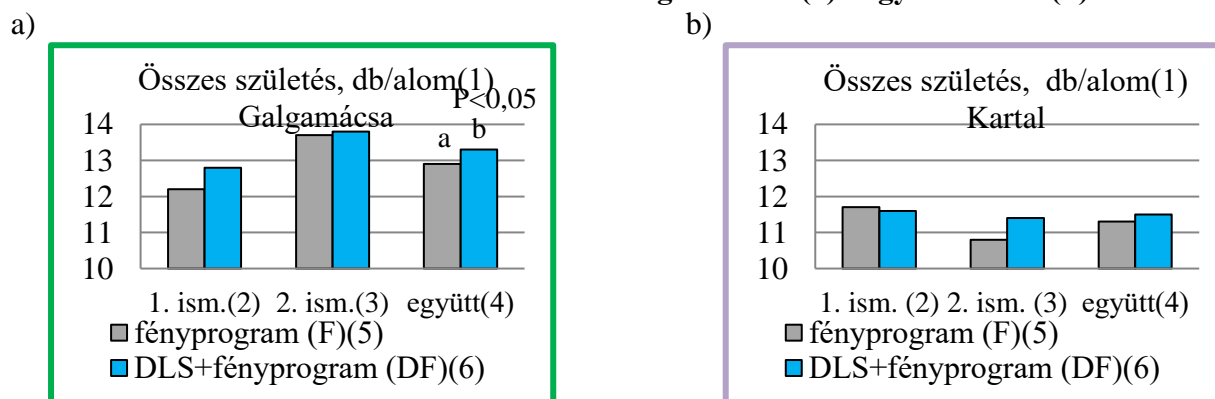 a)
Összes születés, db/alom(1)
Galgamácsa
P<0,05
a
b
14
13
12
11
10
1. ism.(2) 2. ism.(3) együtt(4)
fényprogram (F)(5)
DLS+fényprogram (DF)(6)
b)
Összes születés, db/alom(1)
Kartal
14
13
12
11
10
1. ism. (2) 2. ism. (3) együtt(4)
fényprogram (F)(5)
DLS+fényprogram (DF)(6)